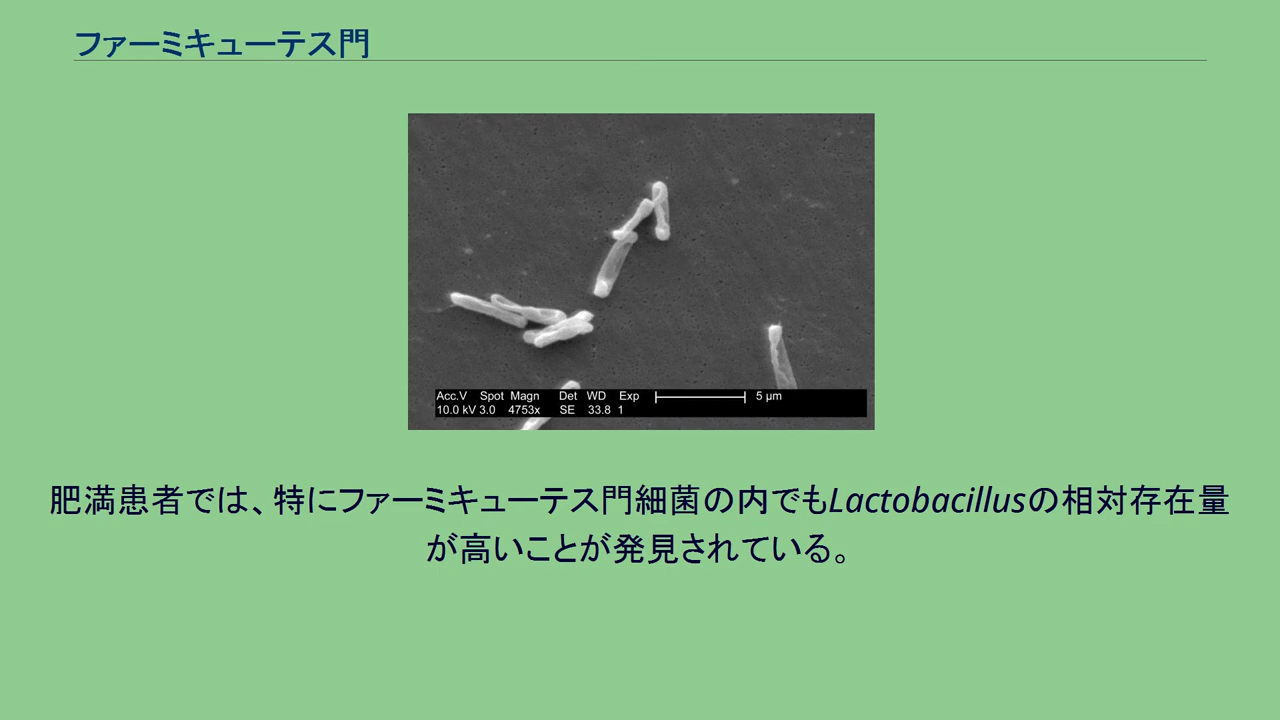 ファーミキューテス門
Acc.V Spot Magn Det WD Exp 5 µm
10.0 kV 3.0 4753x SE 33.8 1
肥満患者では、特にファーミキューテス門細菌の内でもLactobacillusの相対存在量
が高いことが発見されている。